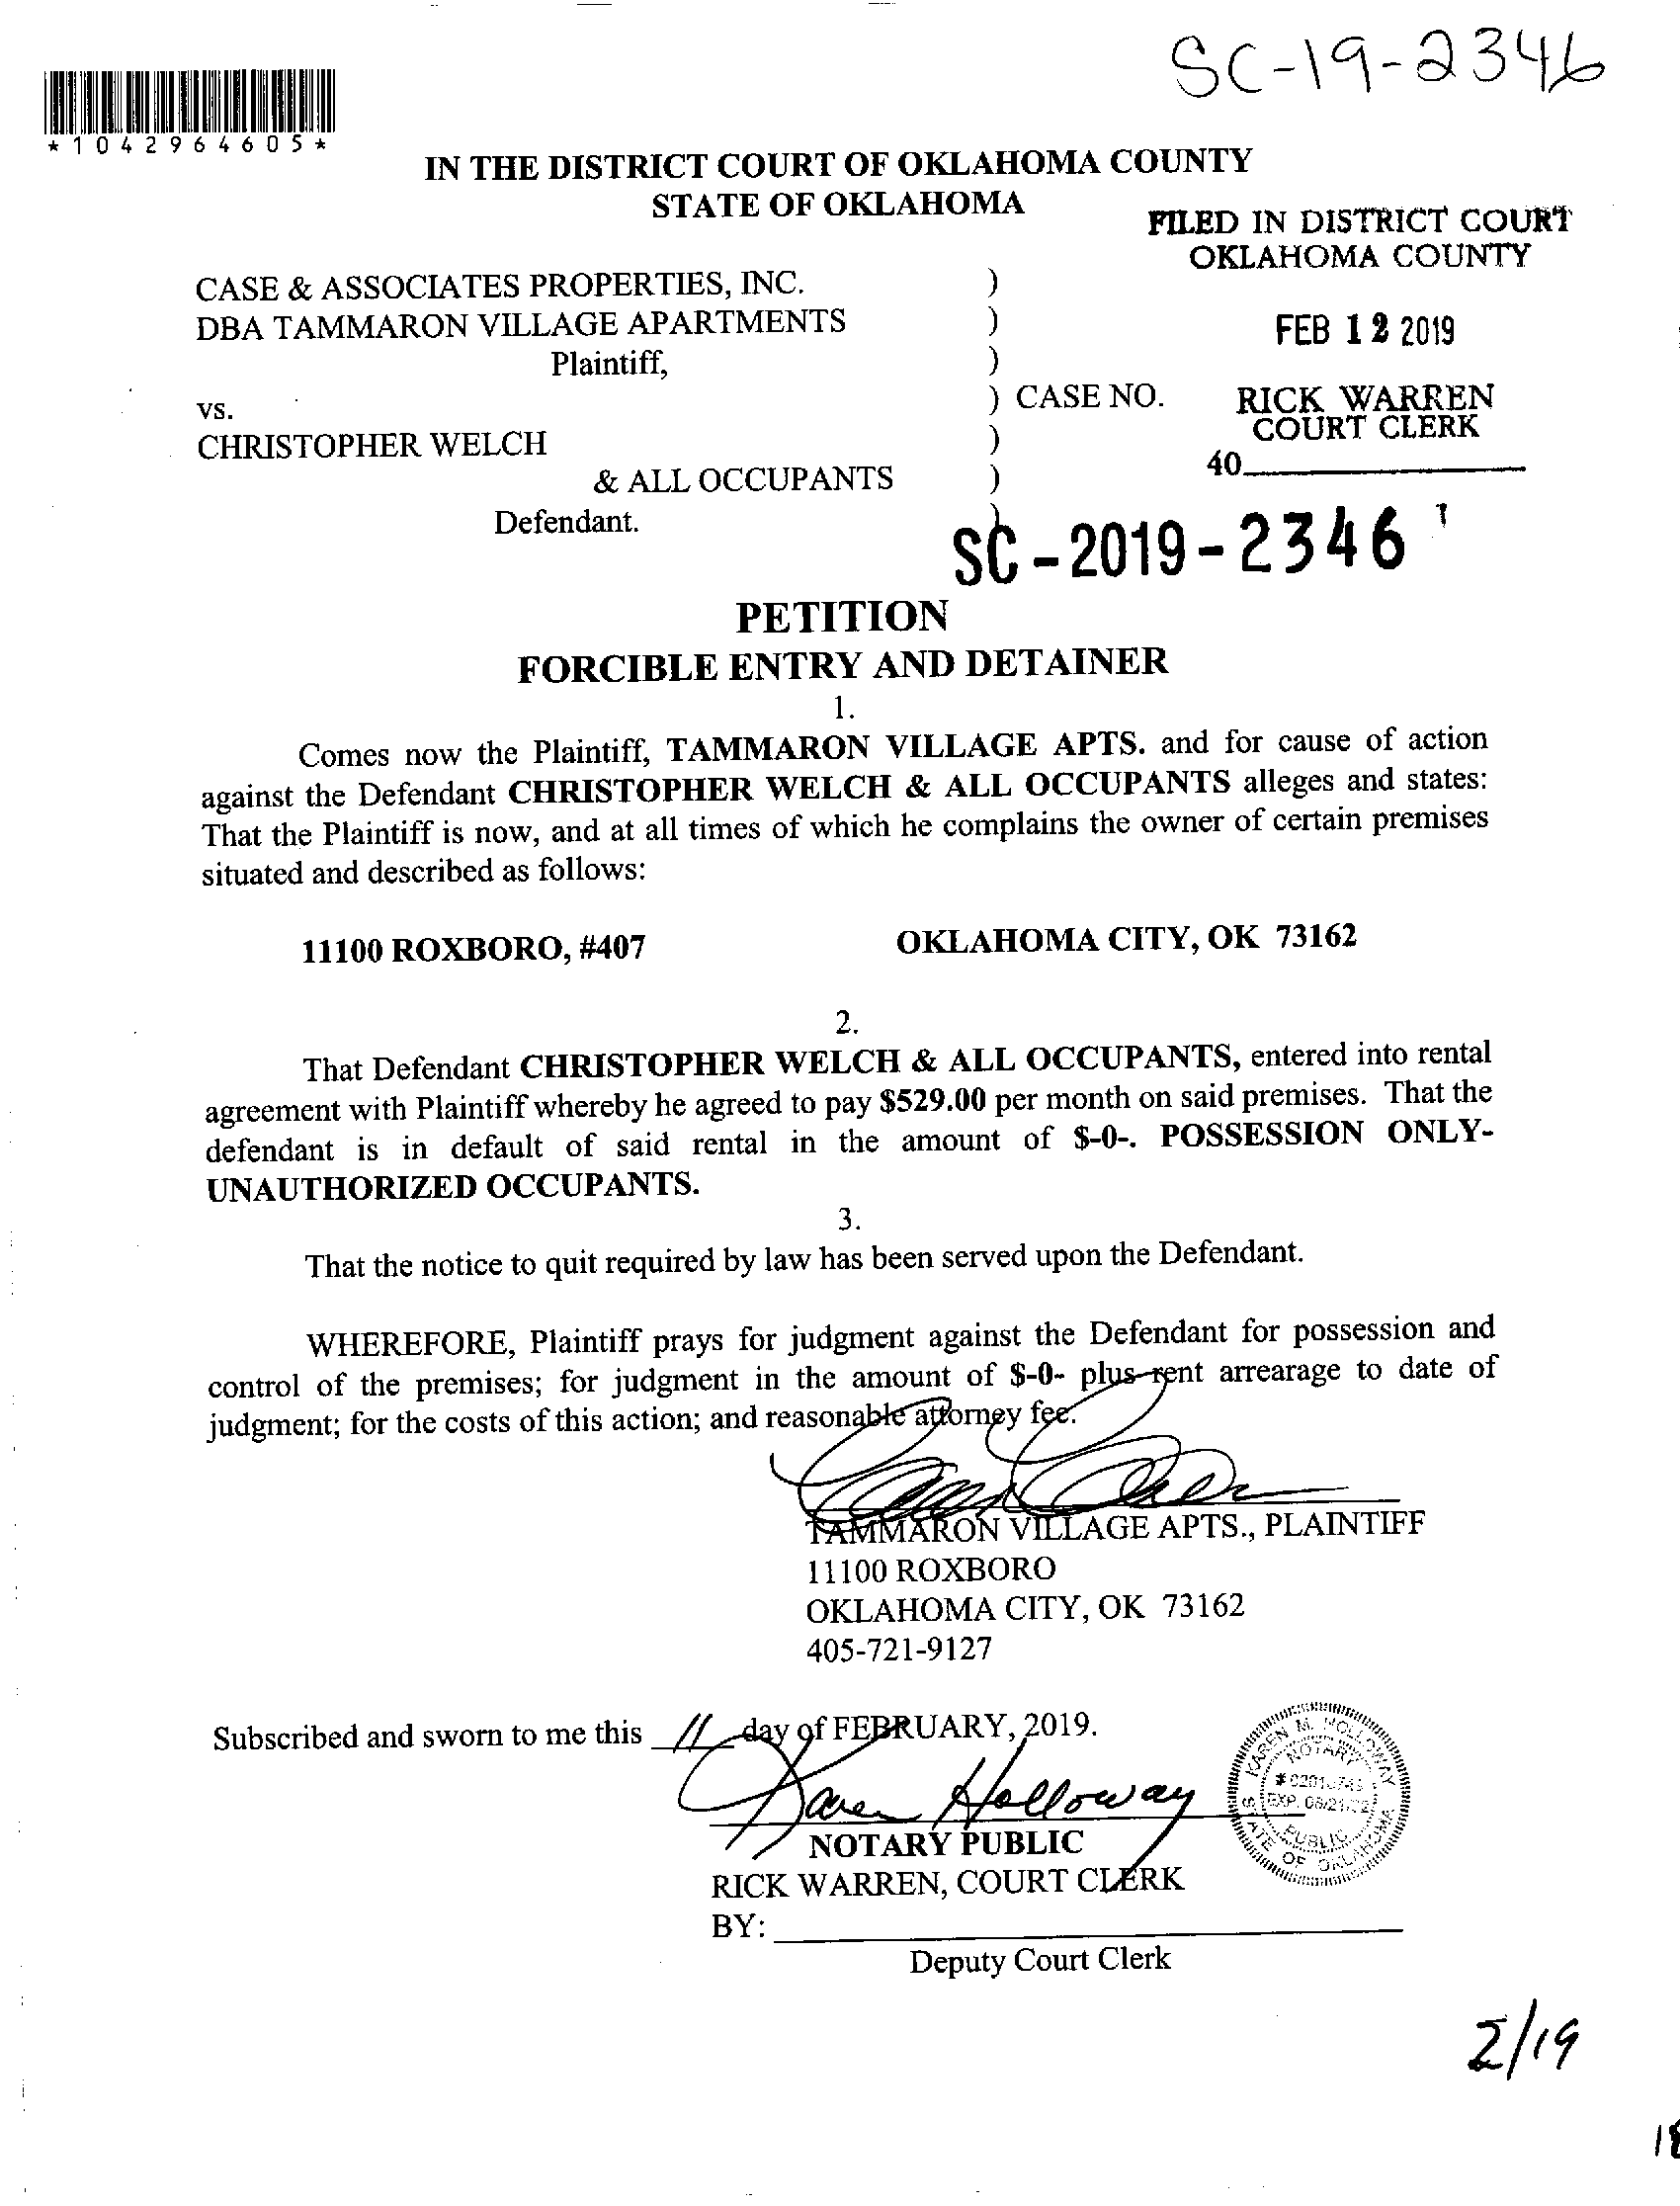 SC-19-2346
*1042964605*
IN THE DISTRICT COURT OF OKLAHOMA COUNTY
STATE OF OKLAHOMA
FILED IN DISTRICT COURT
OKLAHOMA COUNTY
CASE & ASSOCIATES PROPERTIES, INC. )
DBA TAMMARON VILLAGE APARTMENTS )
FEB 12 2019
Plaintiff, )
vs. ) CASE NO.
RICK WARREN
COURT CLERK
CHRISTOPHER WELCH )
40
& ALL OCCUPANTS )
Defendant. )
SC-2019-2346
PETITION
FORCIBLE ENTRY AND DETAINER
1.
Comes now the Plaintiff, TAMMARON VILLAGE APTS. and for cause of action
against the Defendant CHRISTOPHER WELCH & ALL OCCUPANTS alleges and states:
That the Plaintiff is now, and at all times of which he complains the owner of certain premises
situated and described as follows:
11100 ROXBORO, #407 OKLAHOMA CITY, OK 73162
2.
That Defendant CHRISTOPHER WELCH & ALL OCCUPANTS, entered into rental
agreement with Plaintiff whereby he agreed to pay $529.00 per month on said premises. That the
defendant is in default of said rental in the amount of $-0-. POSSESSION ONLY-
UNAUTHORIZED OCCUPANTS.
3.
That the notice to quit required by law has been served upon the Defendant.
WHEREFORE, Plaintiff prays for judgment against the Defendant for possession and
control of the premises; for judgment in the amount of $-0- plus rent arrearage to date of
judgment; for the costs of this action; and reasonable attorney fee.
TAMMARON VILLAGE APTS., PLAINTIFF
11100 ROXBORO
OKLAHOMA CITY, OK 73162
405-721-9127
Subscribed and sworn to me this 11 day of FEBRUARY, 2019.
Karen Holloway
KAREN M. HOLLOWAY
NOTARY
PUBLIC
STATE OF OKLAHOMA
NOTARY PUBLIC
RICK WARREN, COURT CLERK
BY:
Deputy Court Clerk
2/19